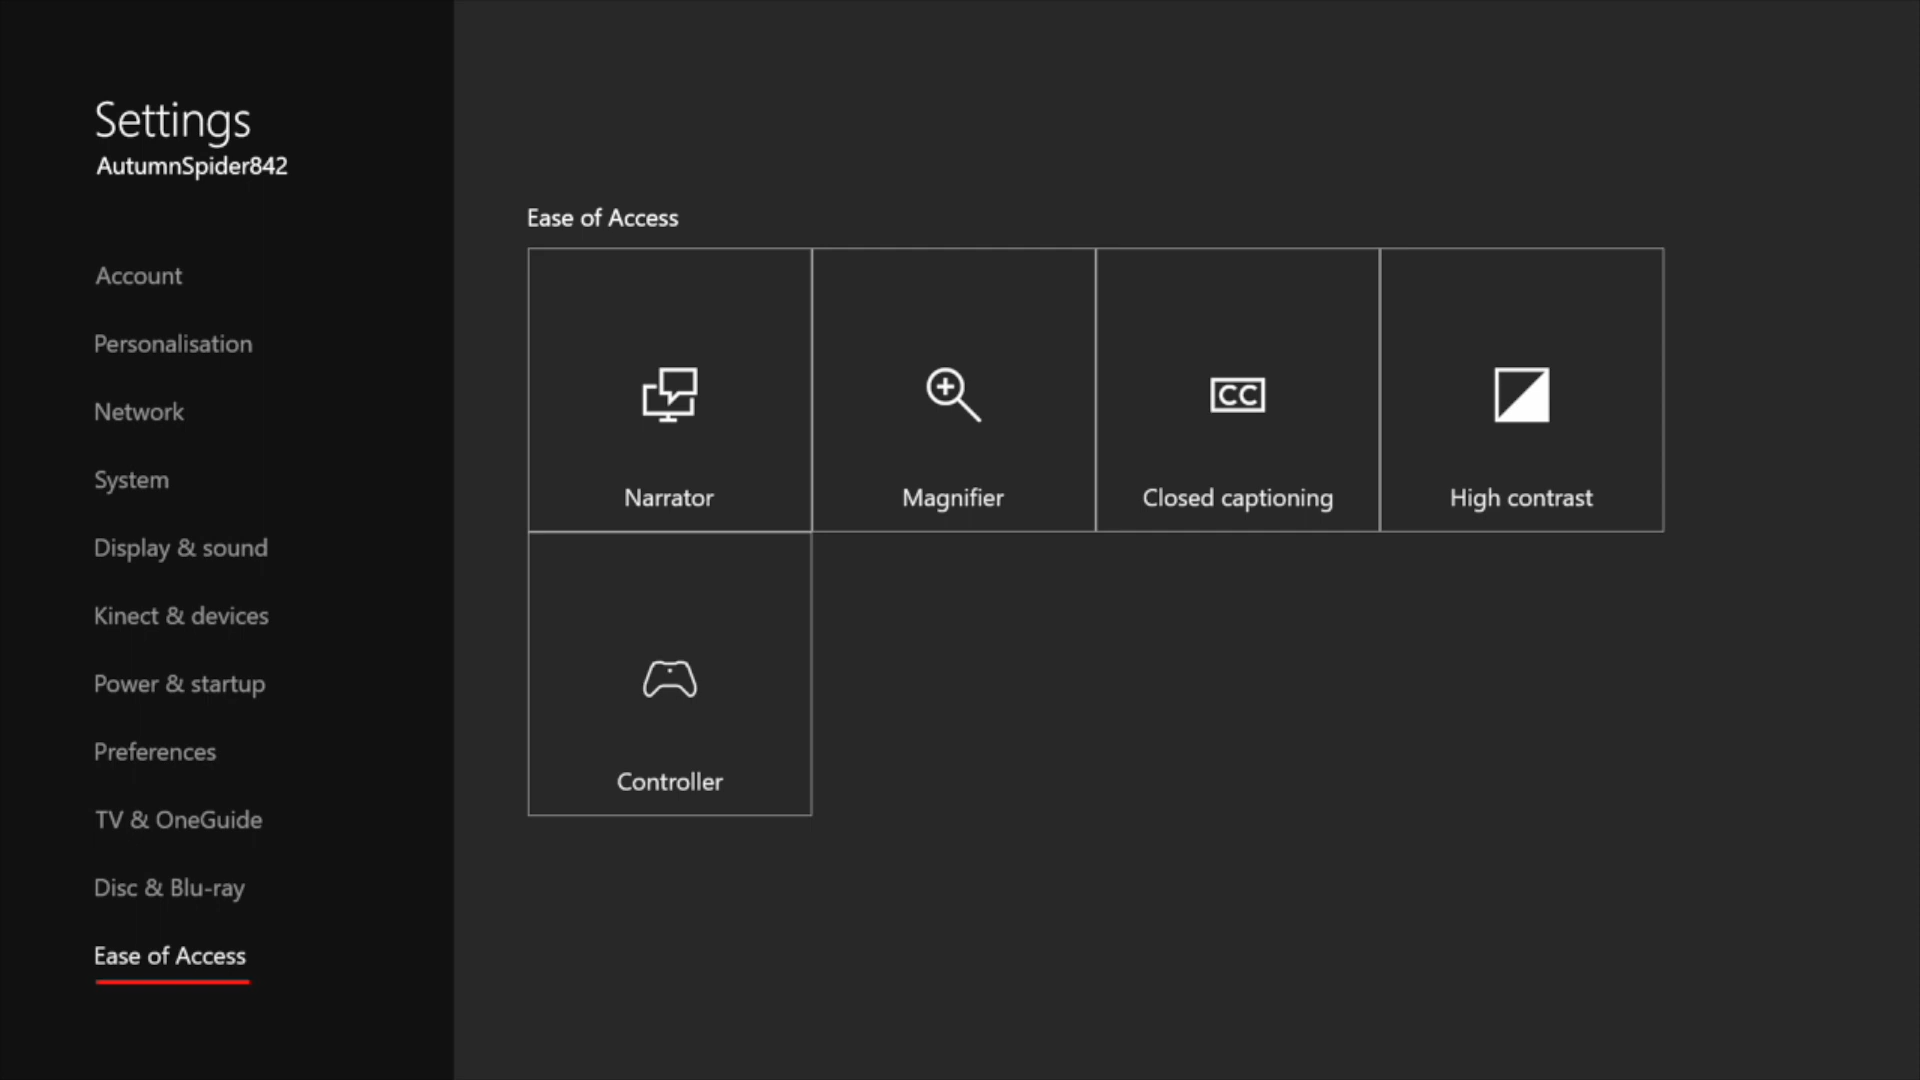 Settings
AutumnSpider842
Account
Personalisation
Network
System
Display & sound
Kinect & devices
Power & startup
Preferences
TV & OneGuide
Disc & Blu-ray
Ease of Access
Ease of Access
Narrator
Magnifier
CC
Closed captioning
High contrast
Controller